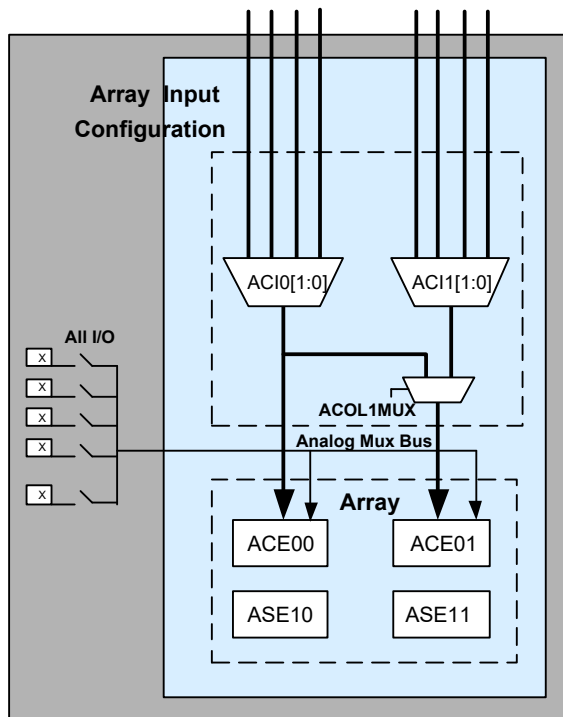 Array Input
Configuration
ACI0[1:0]
ACI1[1:0]
All I/O
X
X
X
X
X
ACOL1MUX
Analog Mux Bus
Array
ACE00
ACE01
ASE10
ASE11